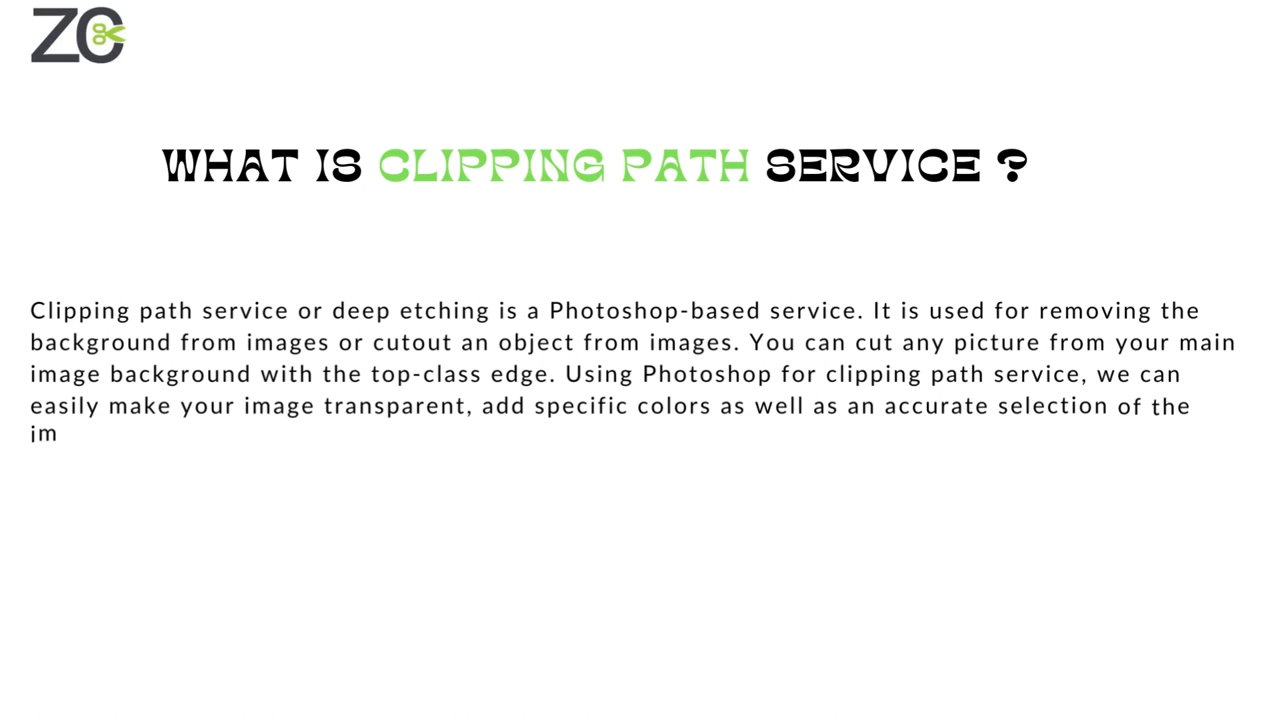 ZC
WHAT IS CLIPPING PATH SERVICE ?
Clipping path service or deep etching is a Photoshop-based service. It is used for removing the
background from images or cutout an object from images. You can cut any picture from your main
image background with the top-class edge. Using Photoshop for clipping path service, we can
easily make your image transparent, add specific colors as well as an accurate selection of the
im